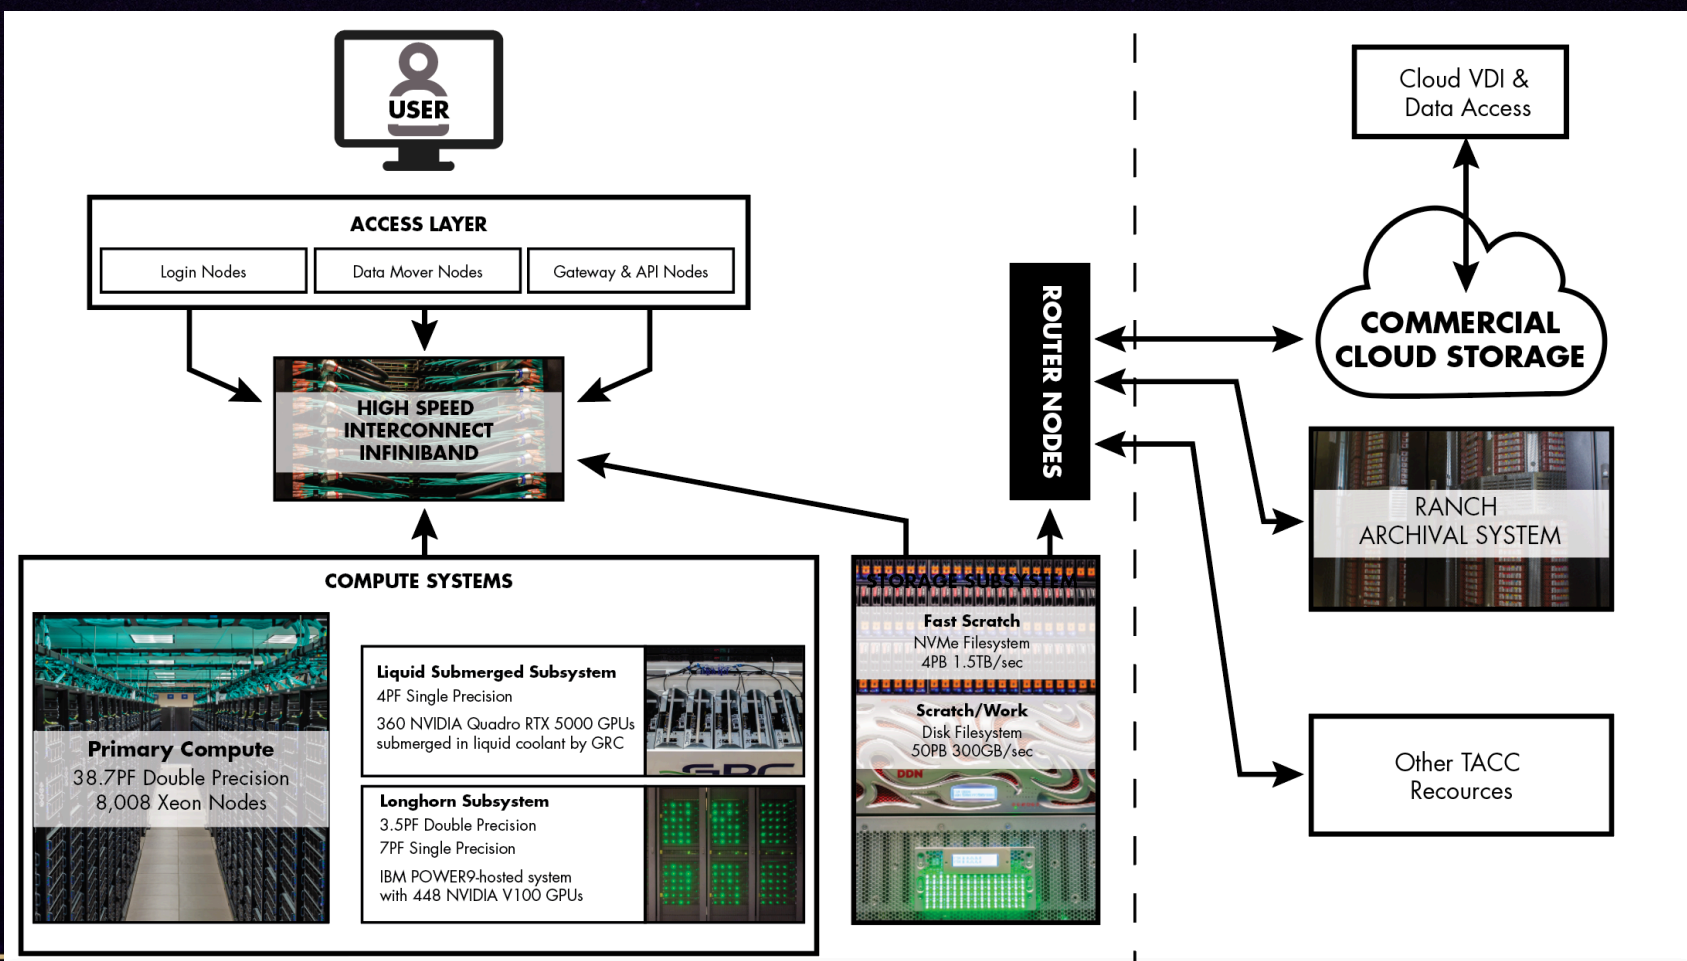 USER
ACCESS LAYER
Login Nodes
Data Mover Nodes
Gateway & API Nodes
HIGH SPEED
INTERCONNECT
INFINIBAND
COMPUTE SYSTEMS
Primary Compute
38.7PF Double Precision
8,008 Xeon Nodes
Liquid Submerged Subsystem
4PF Single Precision
360 NVIDIA Quadro RTX 5000 GPUs
submerged in liquid coolant by GRC
GRC
Longhorn Subsystem
3.5PF Double Precision
7PF Single Precision
IBM POWER9-hosted system
with 448 NVIDIA V100 GPUs
STORAGE SUBSYSTEM
Fast Scratch
NVMe Filesystem
4PB 1.5TB/sec
Scratch/Work
Disk Filesystem
50PB 300GB/sec
DDN
ROUTER NODES
Cloud VDI &
Data Access
COMMERCIAL
CLOUD STORAGE
RANCH
ARCHIVAL SYSTEM
Other TACC
Recources